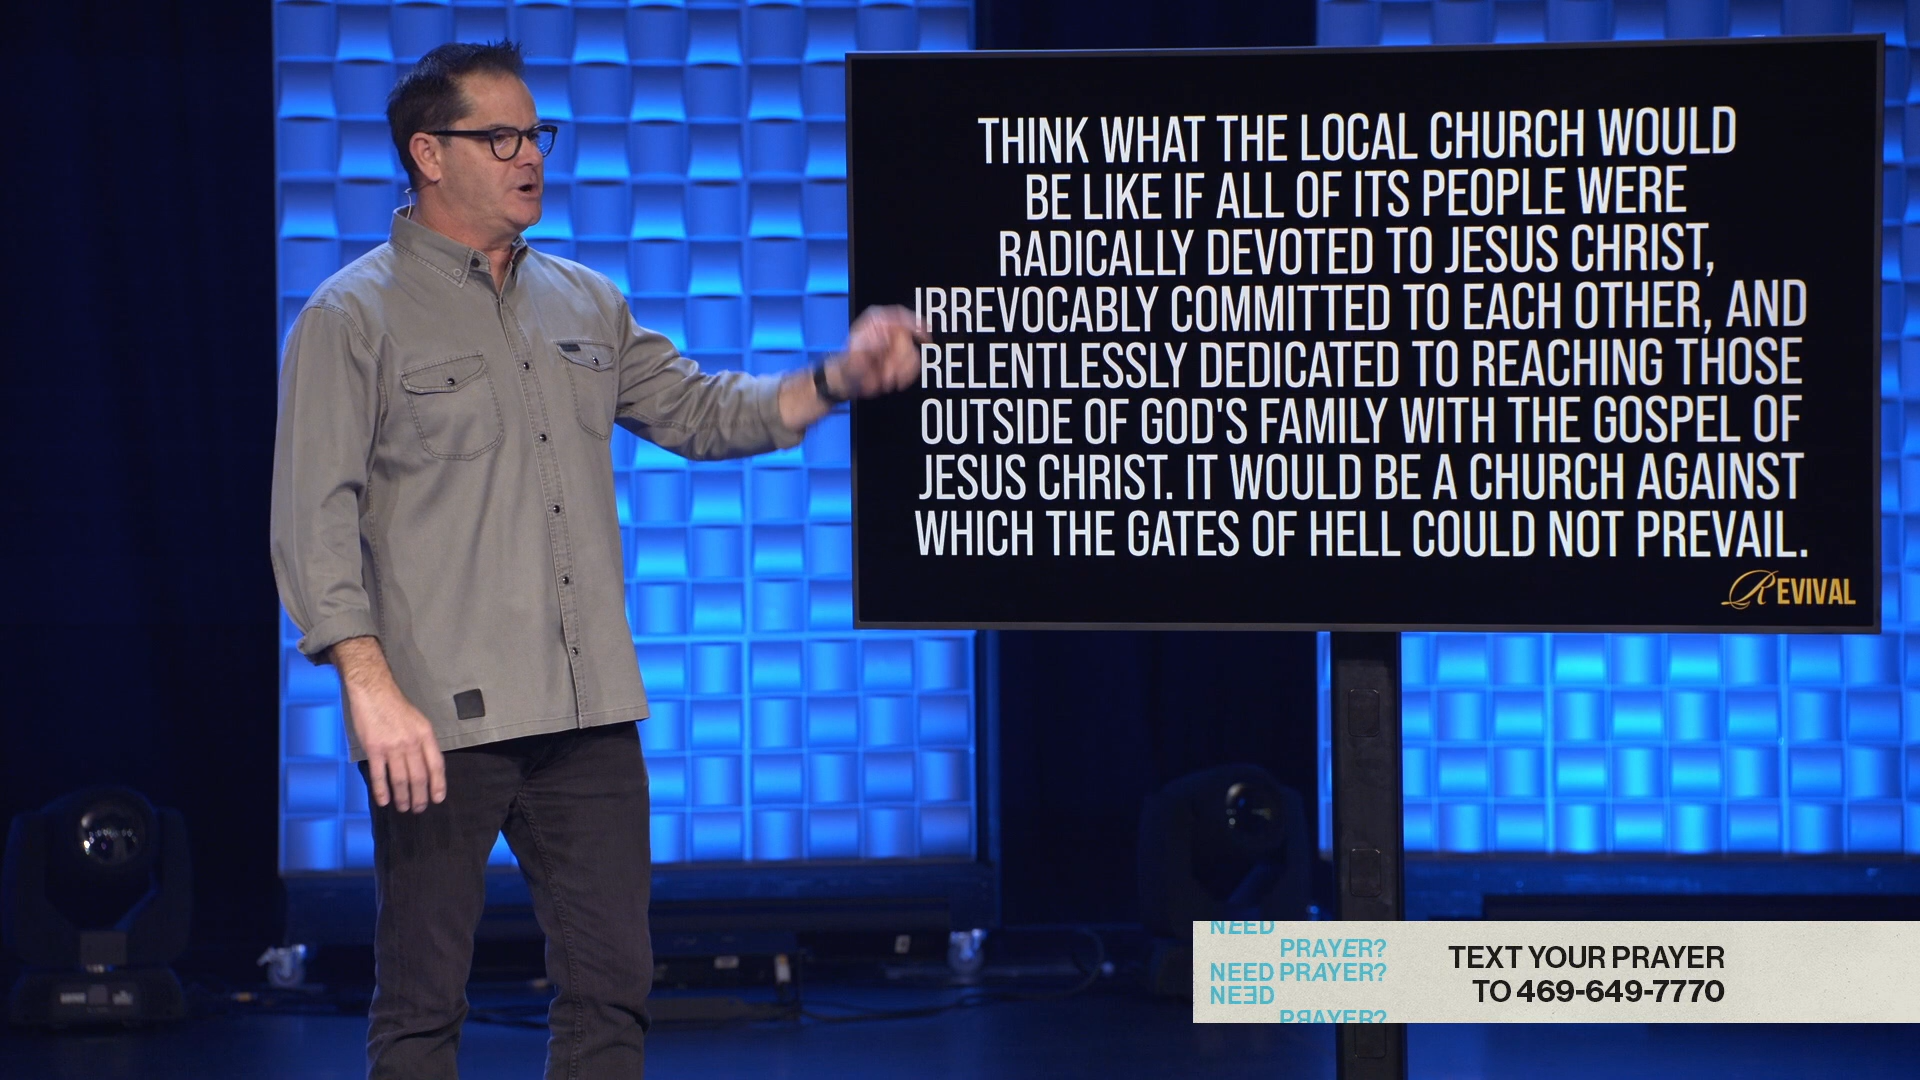 THINK WHAT THE LOCAL CHURCH WOULD
BE LIKE IF ALL OF ITS PEOPLE WERE
RADICALLY DEVOTED TO JESUS CHRIST,
IRREVOCABLY COMMITTED TO EACH OTHER, AND
RELENTLESSLY DEDICATED TO REACHING THOSE
OUTSIDE OF GOD'S FAMILY WITH THE GOSPEL OF
JESUS CHRIST. IT WOULD BE A CHURCH AGAINST
WHICH THE GATES OF HELL COULD NOT PREVAIL.
REVIVAL
NEED
PRAYER?
NEED PRAYER?
NEED
PRAYER?
TEXT YOUR PRAYER
TO 469-649-7770